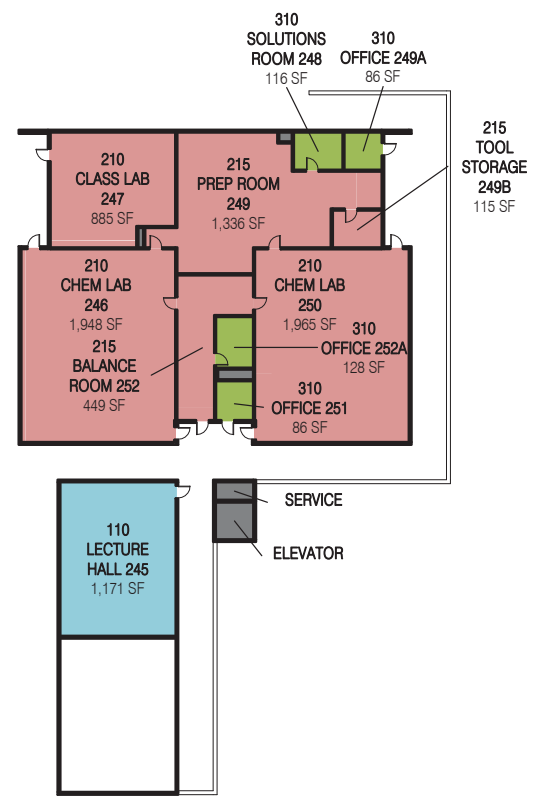 310
SOLUTIONS
ROOM 248
116 SF
310
OFFICE 249A
86 SF
215
TOOL
STORAGE
249B
115 SF
210
CLASS LAB
247
885 SF
215
PREP ROOM
249
1,336 SF
210
CHEM LAB
246
1,948 SF
215
BALANCE
ROOM 252
449 SF
210
CHEM LAB
250
1,965 SF
310
OFFICE 252A
128 SF
310
OFFICE 251
86 SF
SERVICE
ELEVATOR
110
LECTURE
HALL 245
1,171 SF